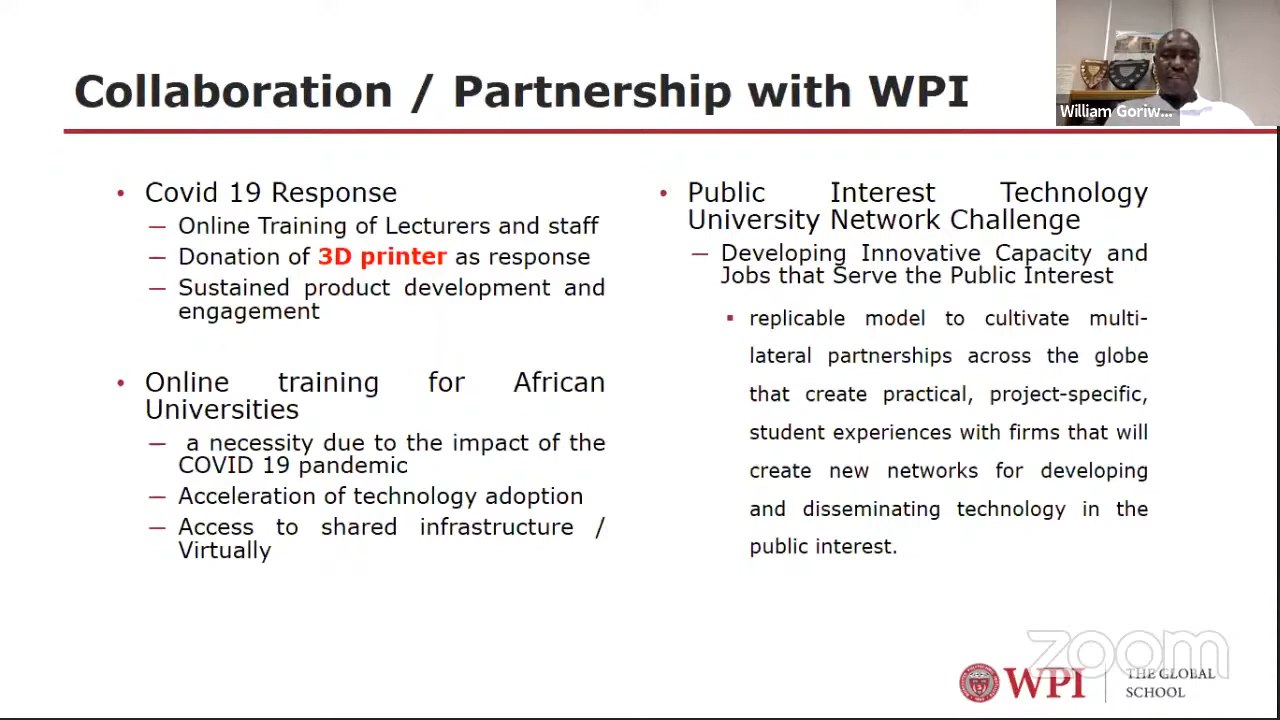 Collaboration / Partnership with WPI
William Goriw...
• Covid 19 Response
— Online Training of Lecturers and staff
— Donation of 3D printer as response
— Sustained product development and
engagement
• Online training for African
Universities
— a necessity due to the impact of the
COVID 19 pandemic
— Acceleration of technology adoption
— Access to shared infrastructure /
Virtually
• Public Interest Technology
University Network Challenge
— Developing Innovative Capacity and
Jobs that Serve the Public Interest
▪ replicable model to cultivate multi-
lateral partnerships across the globe
that create practical, project-specific,
student experiences with firms that will
create new networks for developing
and disseminating technology in the
public interest.
zoom
WPI
THE GLOBAL
SCHOOL